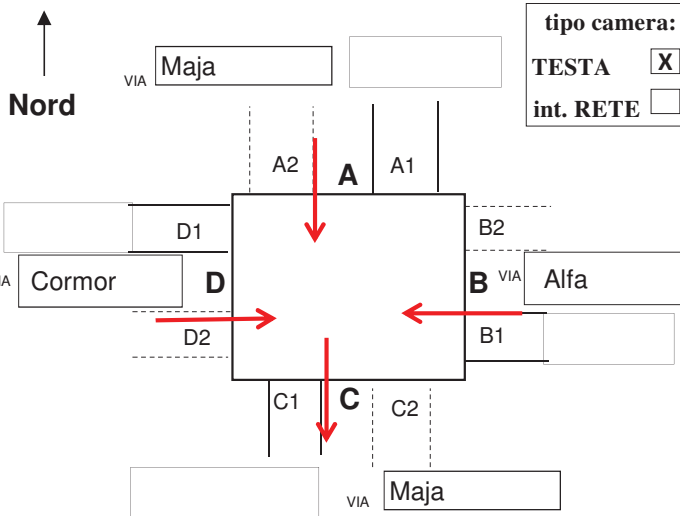 tipo camera:
VIA Maja
TESTA X
Nord
int. RETE
A2 A A1
D1 B2
IA Cormor D B VIA Alfa
D2 B1
C1 C C2
VIA Maja